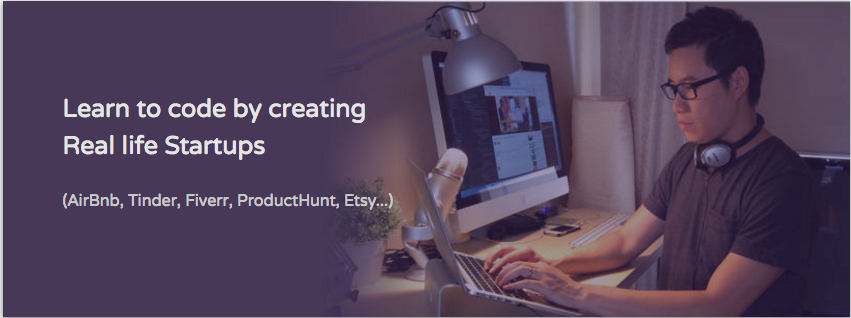 Learn to code by creating
Real life Startups
(AirBnb, Tinder, Fiverr, ProductHunt, Etsy...)